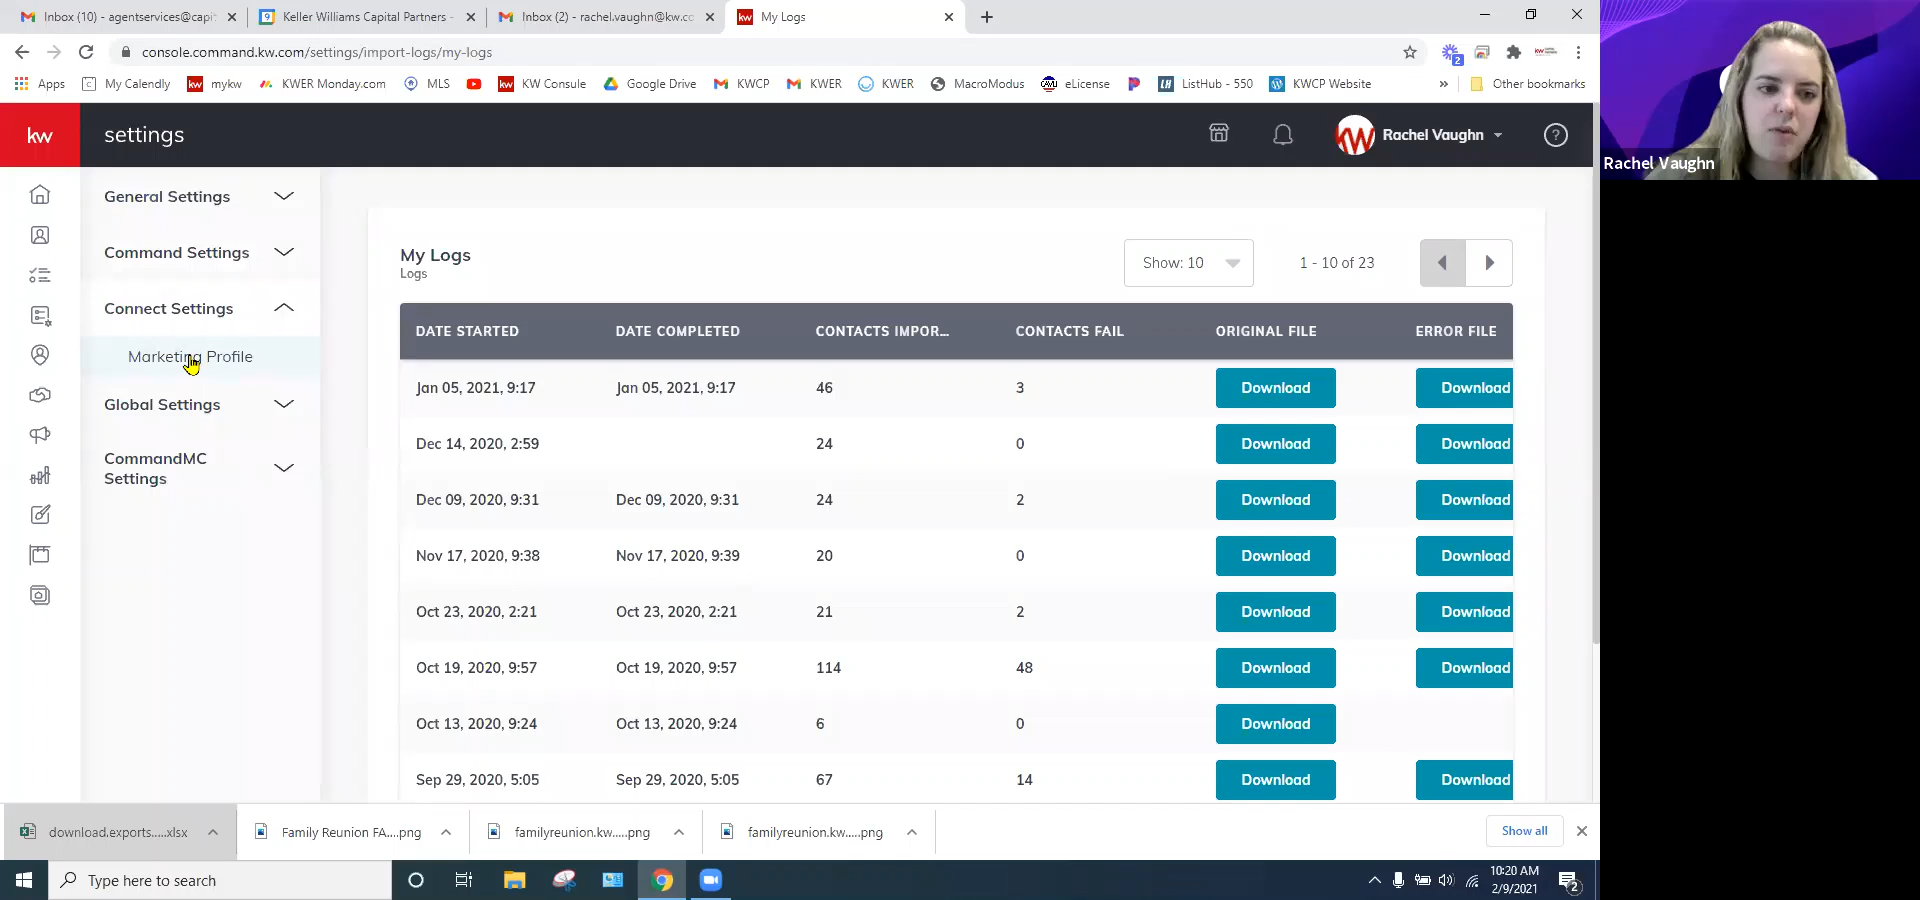 Inbox (10) - agentservices@capi
Keller Williams Capital Partners -
Inbox (2) - rachel.vaughn@kw.cc
kw My Logs
console.command.kw.com/settings/import-logs/my-logs
2
Apps
My Calendly
kw mykw
KWER Monday.com
MLS
kw KW Consule
Google Drive
KWCP
KWER
KWER
MacroModus
eLicense
ListHub - 550
KWCP Website
»
Other bookmarks
kw
settings
KW Rachel Vaughn
?
Rachel Vaughn
General Settings
Command Settings
Connect Settings
Marketing Profile
Global Settings
CommandMC
Settings
My Logs
Logs
Show: 10
1 - 10 of 23
DATE STARTED DATE COMPLETED CONTACTS IMPOR... CONTACTS FAIL ORIGINAL FILE ERROR FILE
Jan 05, 2021, 9:17 Jan 05, 2021, 9:17 46 3 Download Download
Dec 14, 2020, 2:59 24 0 Download Download
Dec 09, 2020, 9:31 Dec 09, 2020, 9:31 24 2 Download Download
Nov 17, 2020, 9:38 Nov 17, 2020, 9:39 20 0 Download Download
Oct 23, 2020, 2:21 Oct 23, 2020, 2:21 21 2 Download Download
Oct 19, 2020, 9:57 Oct 19, 2020, 9:57 114 48 Download Download
Oct 13, 2020, 9:24 Oct 13, 2020, 9:24 6 0 Download
Sep 29, 2020, 5:05 Sep 29, 2020, 5:05 67 14 Download Download
download.exports.....xlsx
Family Reunion FA....png
familyreunion.kw.....png
familyreunion.kw.....png
Show all
Type here to search
10:20 AM
2/9/2021
2